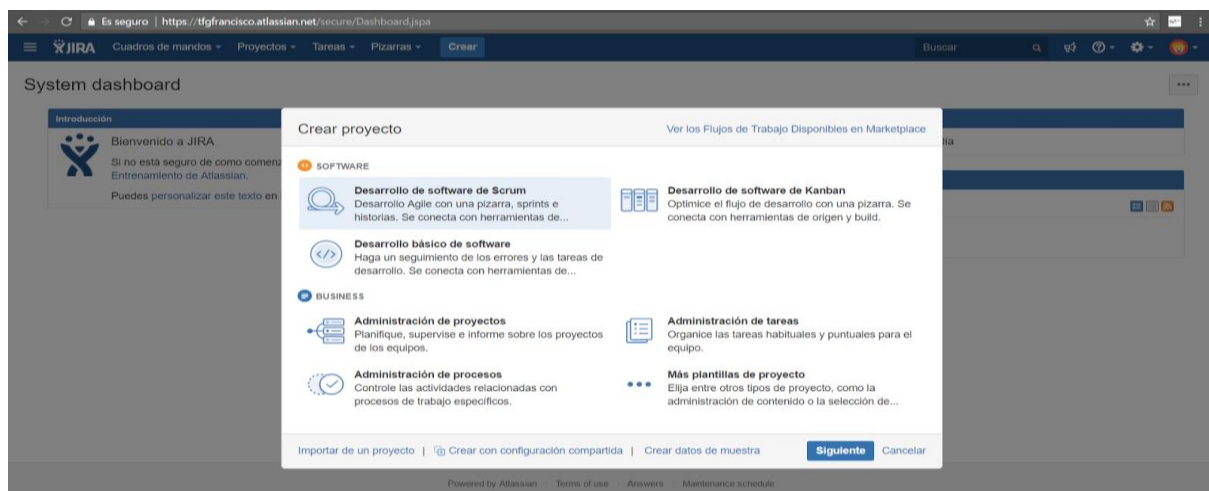 Es seguro | https://tfgfrancisco.atlassian.net/secure/Dashboard.jspa
JIRA Cuadros de mandos Proyectos Tareas Pizarras Crear Buscar
System dashboard
Introducción
Bienvenido a JIRA
Si no está seguro de como comenz
Entrenamiento de Atlassian.
Puedes personalizar este texto en
día
Crear proyecto
Ver los Flujos de Trabajo Disponibles en Marketplace
SOFTWARE
Desarrollo de software de Scrum
Desarrollo Agile con una pizarra, sprints e
historias. Se conecta con herramientas de...
Desarrollo de software de Kanban
Optimice el flujo de desarrollo con una pizarra. Se
conecta con herramientas de origen y build.
Desarrollo básico de software
Haga un seguimiento de los errores y las tareas de
desarrollo. Se conecta con herramientas de...
BUSINESS
Administración de proyectos
Planifique, supervise e informe sobre los proyectos
de los equipos.
Administración de tareas
Organice las tareas habituales y puntuales para el
equipo.
Administración de procesos
Controle las actividades relacionadas con
procesos de trabajo específicos.
Más plantillas de proyecto
Elija entre otros tipos de proyecto, como la
administración de contenido o la selección de...
Importar de un proyecto | Crear con configuración compartida | Crear datos de muestra Siguiente Cancelar
Powered by Atlassian Terms of use Answers Maintenance schedule